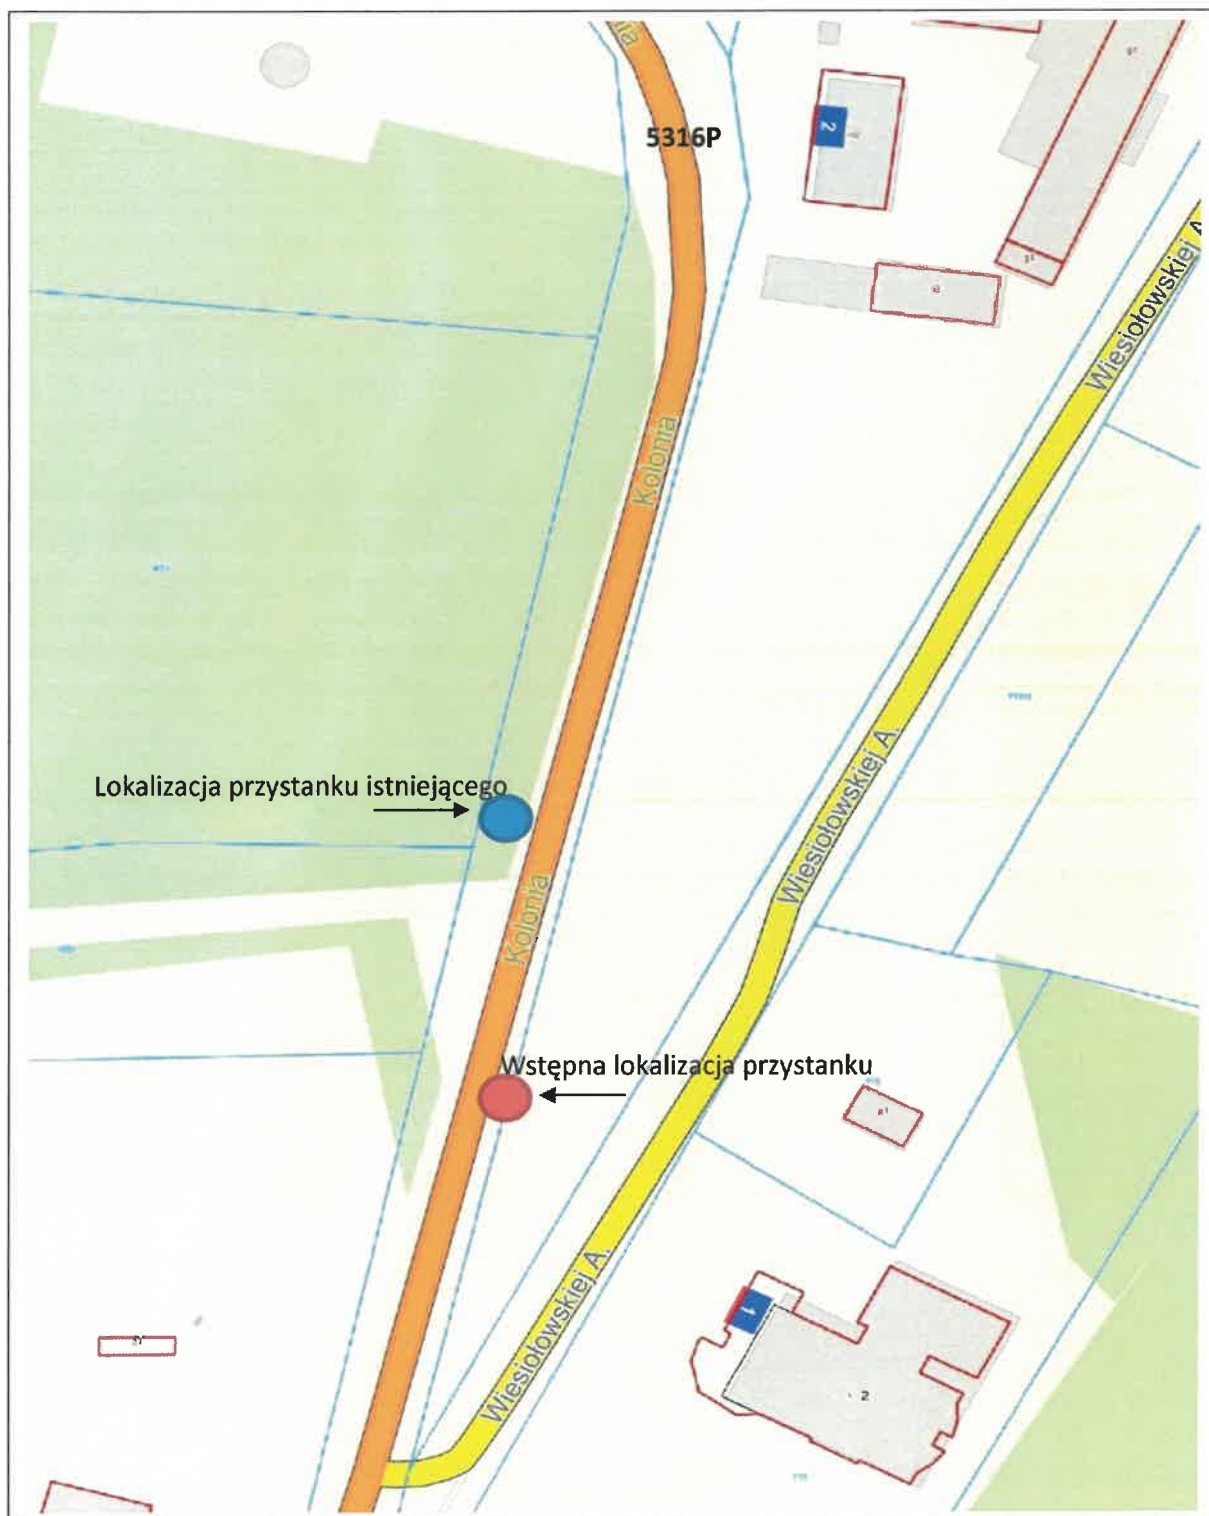 5316P
2
Wiesiołowskiej A.
Kolonia
Lokalizacja przystanku istniejącego
Wiesiołowskiej A.
Kolonia
Wstępna lokalizacja przystanku
Wiesiołowskiej A.
1
2